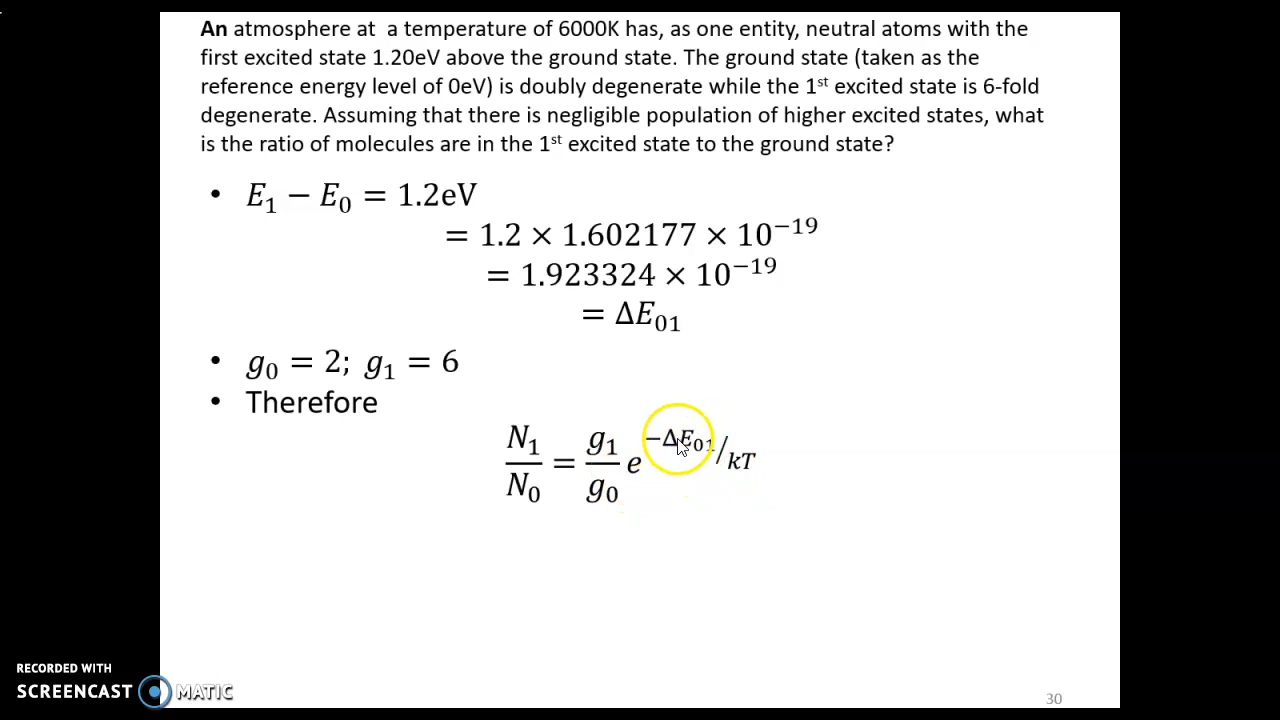 An atmosphere at a temperature of 6000K has, as one entity, neutral atoms with the
first excited state 1.20eV above the ground state. The ground state (taken as the
reference energy level of 0eV) is doubly degenerate while the 1st excited state is 6-fold
degenerate. Assuming that there is negligible population of higher excited states, what
is the ratio of molecules are in the 1st excited state to the ground state?
• E₁ − E₀ = 1.2eV
= 1.2 × 1.602177 × 10⁻¹⁹
= 1.923324 × 10⁻¹⁹
= ΔE₀₁
• g₀ = 2; g₁ = 6
• Therefore
N₁/N₀ = g₁/g₀ e^(−ΔE₀₁/kT)
RECORDED WITH
SCREENCAST MATIC
30